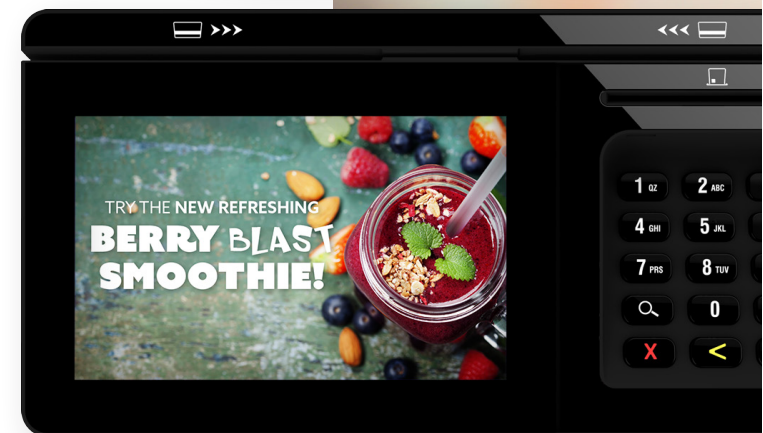 TRY THE NEW REFRESHING
BERRY BLAST
SMOOTHIE!
1 QZ
2 ABC
4 GHI
5 JKL
7 PRS
8 TUV
0
X
<